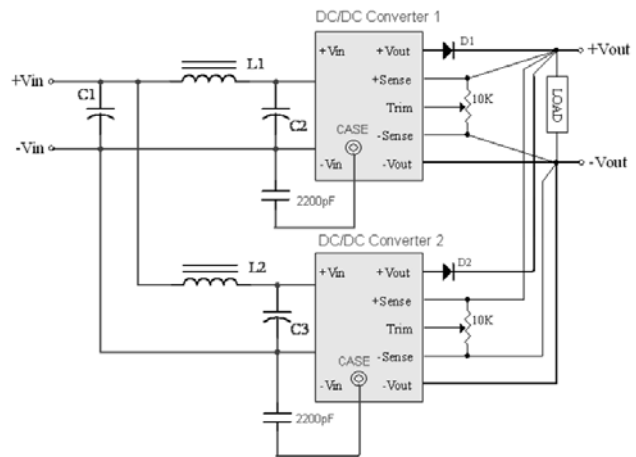 DC/DC Converter 1
+Vin
+Vout
D1
+Vout
+Vin
L1
+Sense
C1
C2
Trim
10K
LOAD
CASE
-Sense
-Vin
-Vin
-Vout
-Vout
2200pF
DC/DC Converter 2
L2
+Vin
+Vout
D2
+Sense
C3
Trim
10K
CASE
-Sense
-Vin
-Vout
2200pF